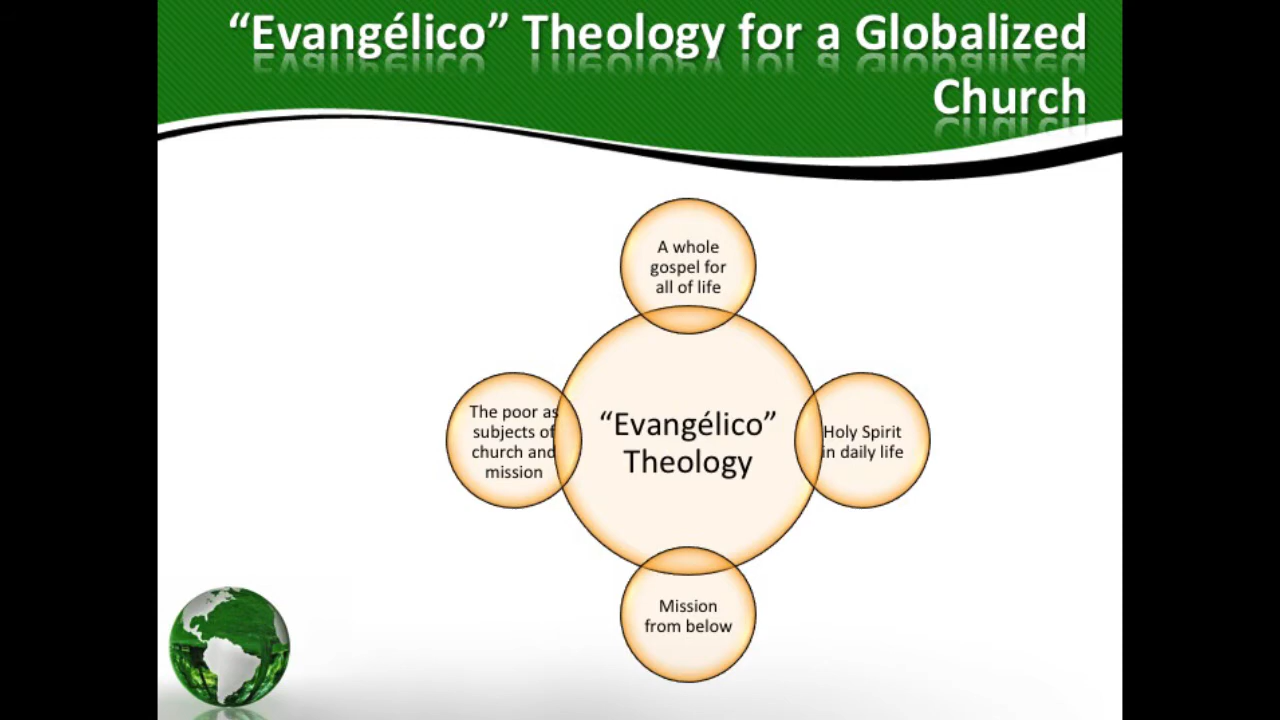 “Evangélico” Theology for a Globalized
Church
A whole
gospel for
all of life
The poor as
subjects of
church and
mission
“Evangélico”
Theology
Holy Spirit
in daily life
Mission
from below